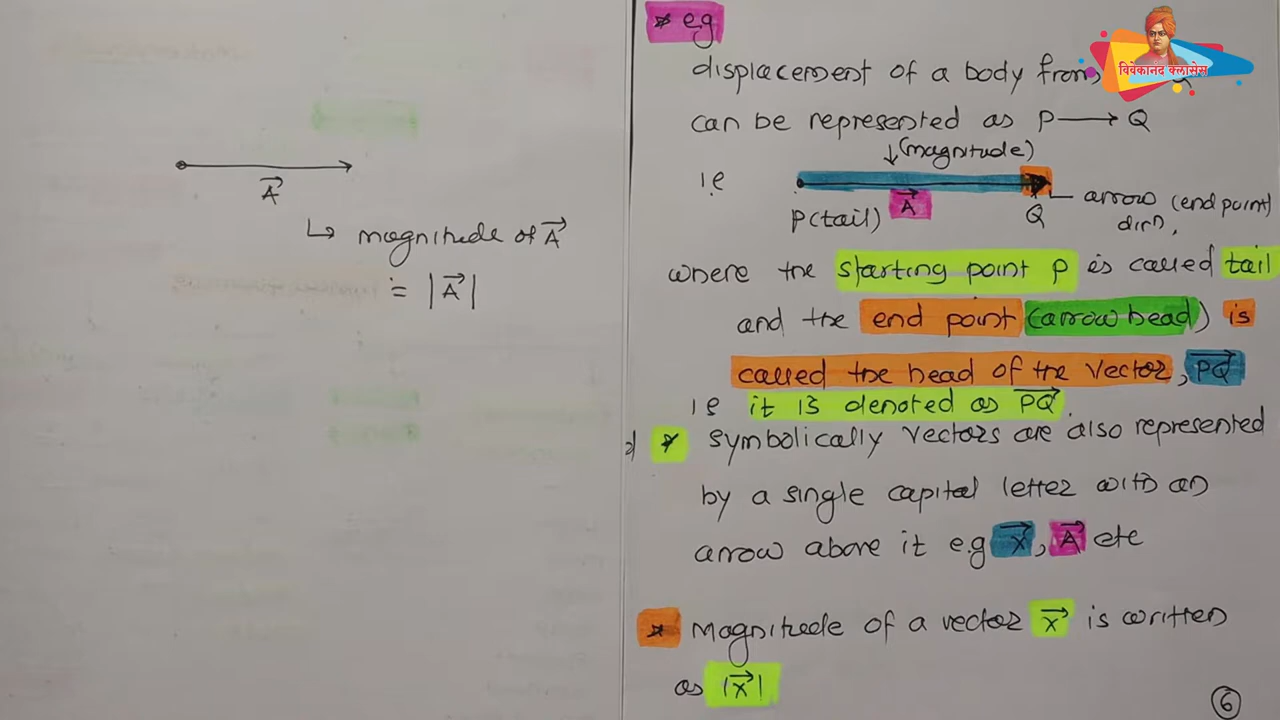 A⃗
↳ magnitude of A⃗
= |A⃗|
* e.g
displacement of a body from
can be represented as P → Q
↓ (magnitude)
i.e
P(tail) A⃗ Q arrow (end point)
dirn,
where the starting point P is called tail
and the end point (arrow head) is
called the head of the vector, PQ⃗
ie it is denoted as PQ⃗
* symbolically vectors are also represented
by a single capital letter with an
arrow above it e.g X⃗, A⃗ etc
* Magnitude of a vector X⃗ is written
as |X⃗|
6
विवेकानंद क्लासेस